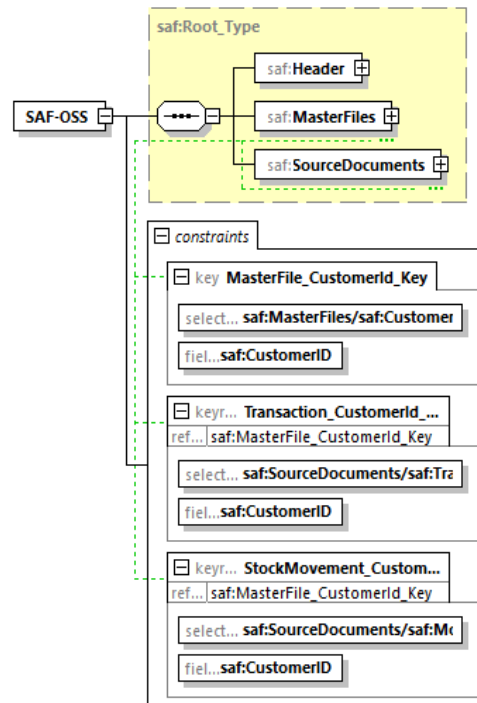 saf:Root_Type
saf:Header
SAF-OSS
saf:MasterFiles
saf:SourceDocuments
constraints
key MasterFile_CustomerId_Key
select... saf:MasterFiles/saf:Customer
fiel... saf:CustomerID
keyr... Transaction_CustomerId_...
ref... saf:MasterFile_CustomerId_Key
select... saf:SourceDocuments/saf:Tra
fiel... saf:CustomerID
keyr... StockMovement_Custom...
ref... saf:MasterFile_CustomerId_Key
select... saf:SourceDocuments/saf:Mo
fiel... saf:CustomerID